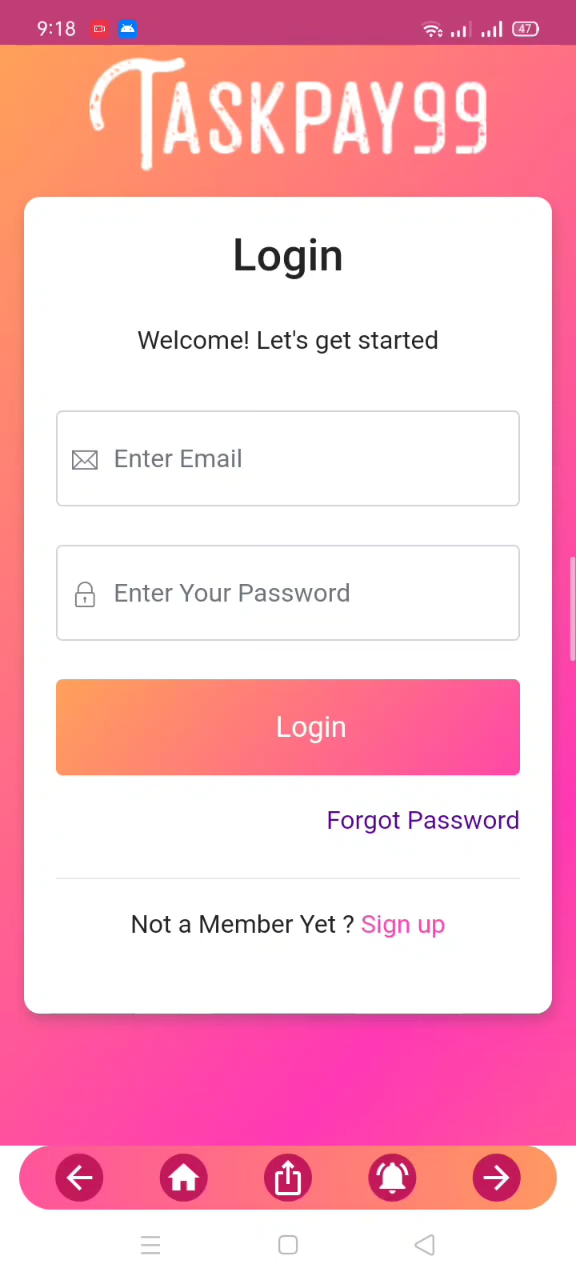 9:18
47
TASKPAY99
Login
Welcome! Let's get started
Enter Email
Enter Your Password
Login
Forgot Password
Not a Member Yet ? Sign up